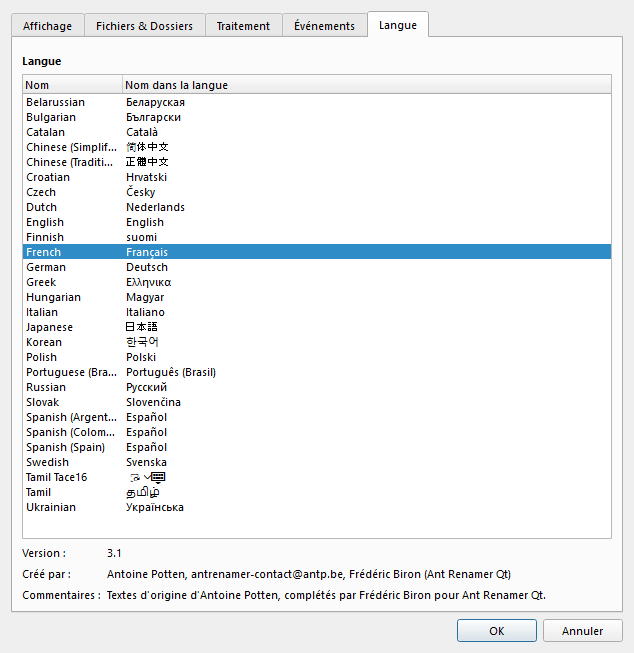 Affichage Fichiers & Dossiers Traitement Événements Langue
Langue
Nom Nom dans la langue
Belarussian Беларуская
Bulgarian Български
Catalan Català
Chinese (Simplif... 简体中文
Chinese (Traditi... 正體中文
Croatian Hrvatski
Czech Česky
Dutch Nederlands
English English
Finnish suomi
French Français
German Deutsch
Greek Ελληνικα
Hungarian Magyar
Italian Italiano
Japanese 日本語
Korean 한국어
Polish Polski
Portuguese (Bra... Português (Brasil)
Russian Русский
Slovak Slovenčina
Spanish (Argent... Español
Spanish (Colom... Español
Spanish (Spain) Español
Swedish Svenska
Tamil Tace16
Tamil தமிழ்
Ukrainian Українська
Version : 3.1
Créé par : Antoine Potten, antrenamer-contact@antp.be, Frédéric Biron (Ant Renamer Qt)
Commentaires : Textes d'origine d'Antoine Potten, complétés par Frédéric Biron pour Ant Renamer Qt.
OK Annuler